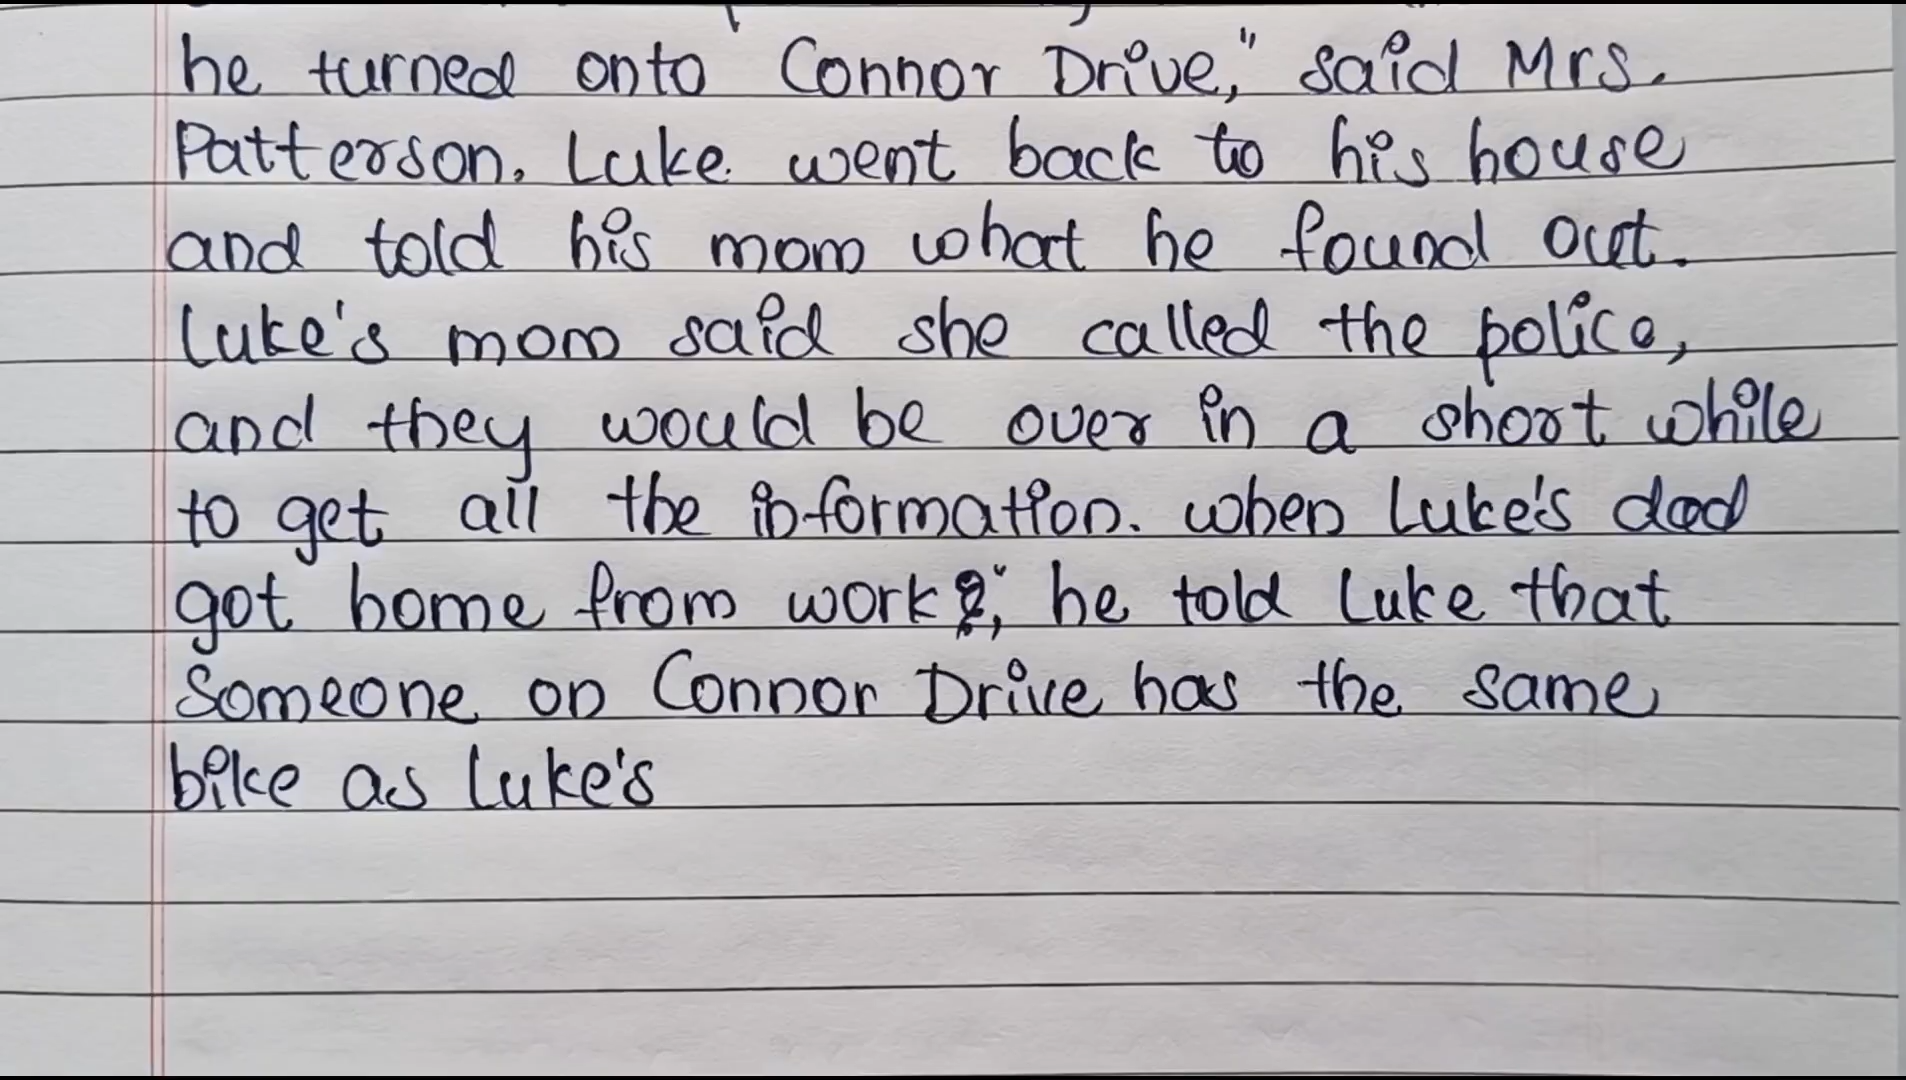 he turned onto Connor Drive," said Mrs.
Patterson. Luke went back to his house
and told his mom what he found out.
Luke's mom said she called the police,
and they would be over in a short while
to get all the information. when Luke's dad
got home from work," he told Luke that
Someone on Connor Drive has the same
bike as Luke's